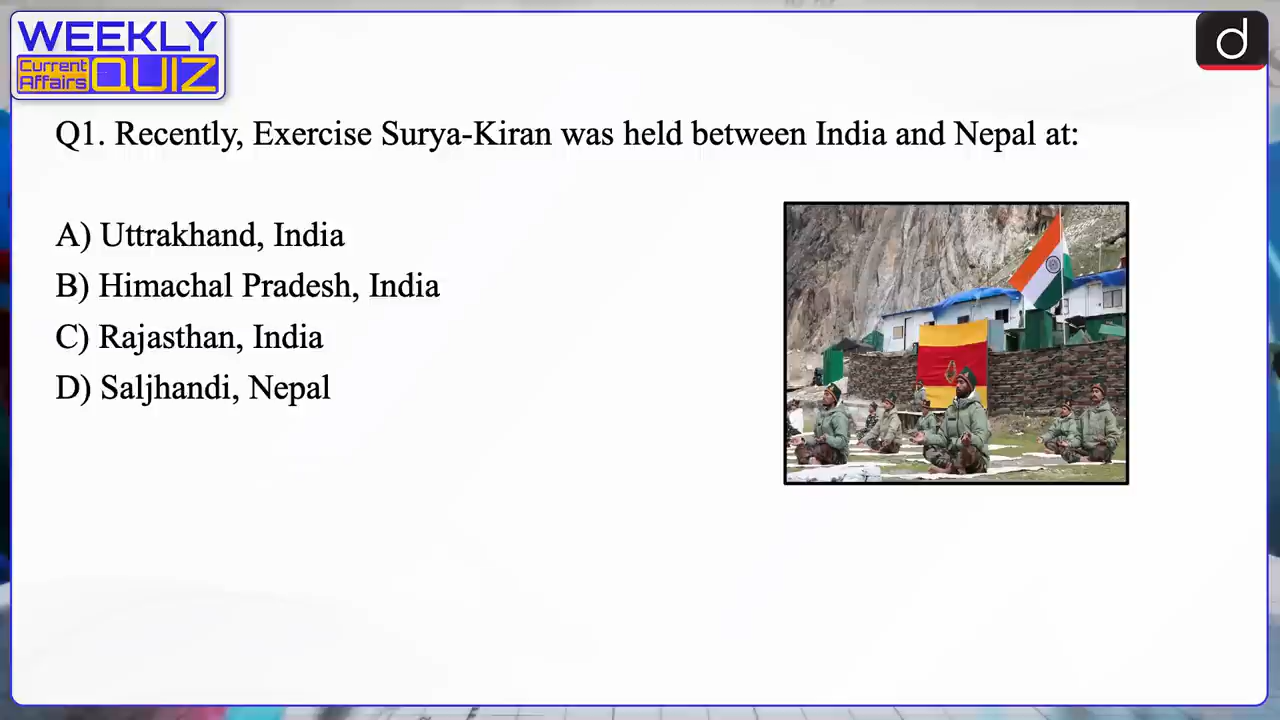 WEEKLY
Current
Affairs
QUIZ
d
Q1. Recently, Exercise Surya-Kiran was held between India and Nepal at:
A) Uttrakhand, India
B) Himachal Pradesh, India
C) Rajasthan, India
D) Saljhandi, Nepal